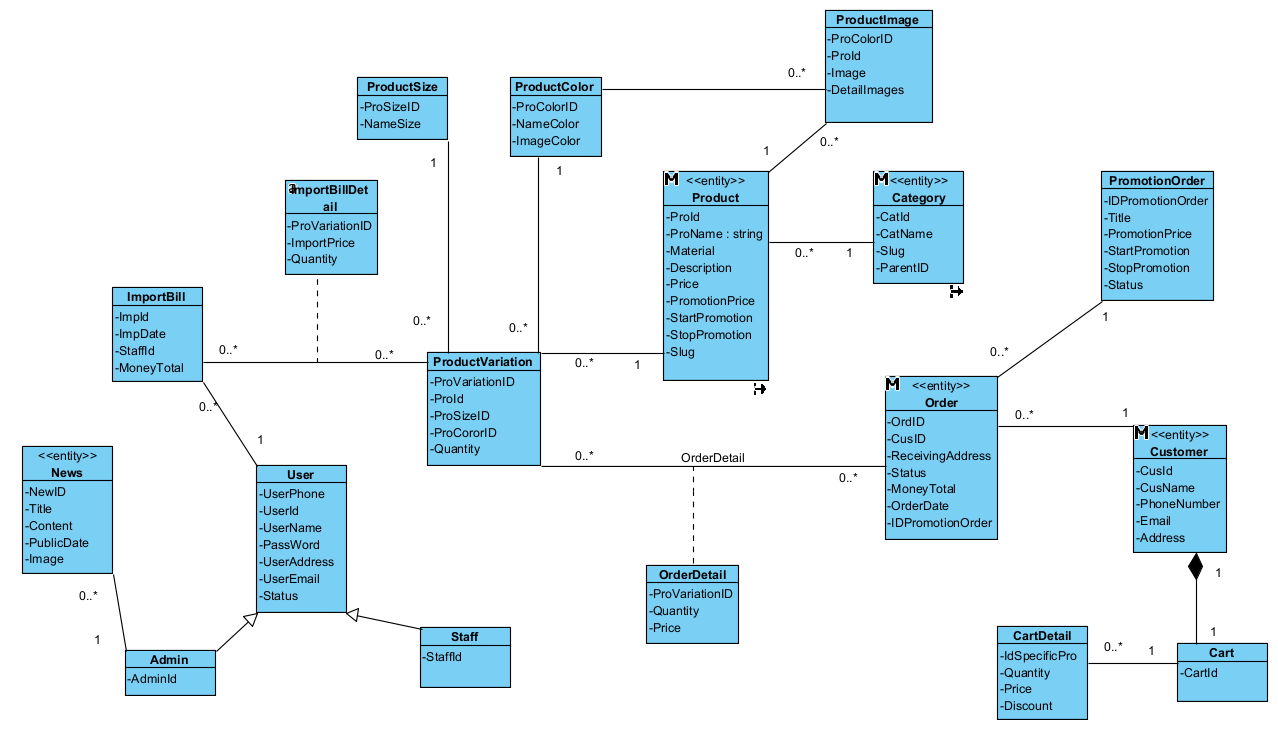 ProductImage
-ProColorID
-ProId
-Image
-DetailImages
ProductSize
-ProSizeID
-NameSize
ProductColor
-ProColorID
-NameColor
-ImageColor
0..*
1
1
1
0..*
ImportBillDet
ail
-ProVariationID
-ImportPrice
-Quantity
M
<<entity>>
Product
-ProId
-ProName : string
-Material
-Description
-Price
-PromotionPrice
-StartPromotion
-StopPromotion
-Slug
M
<<entity>>
Category
-CatId
-CatName
-Slug
-ParentID
0..*
1
PromotionOrder
-IDPromotionOrder
-Title
-PromotionPrice
-StartPromotion
-StopPromotion
-Status
ImportBill
-ImpId
-ImpDate
-StaffId
-MoneyTotal
0..*
0..*
0..*
0..*
ProductVariation
-ProVariationID
-ProId
-ProSizeID
-ProCororID
-Quantity
0..*
1
1
0..*
M
<<entity>>
Order
-OrdID
-CusID
-ReceivingAddress
-Status
-MoneyTotal
-OrderDate
-IDPromotionOrder
0..*
1
M
<<entity>>
Customer
-CusId
-CusName
-PhoneNumber
-Email
-Address
0..*
1
<<entity>>
News
-NewID
-Title
-Content
-PublicDate
-Image
User
-UserPhone
-UserId
-UserName
-PassWord
-UserAddress
-UserEmail
-Status
0..*
OrderDetail
0..*
OrderDetail
-ProVariationID
-Quantity
-Price
0..*
1
Admin
-AdminId
Staff
-StaffId
1
1
CartDetail
-IdSpecificPro
-Quantity
-Price
-Discount
0..*
1
Cart
-CartId